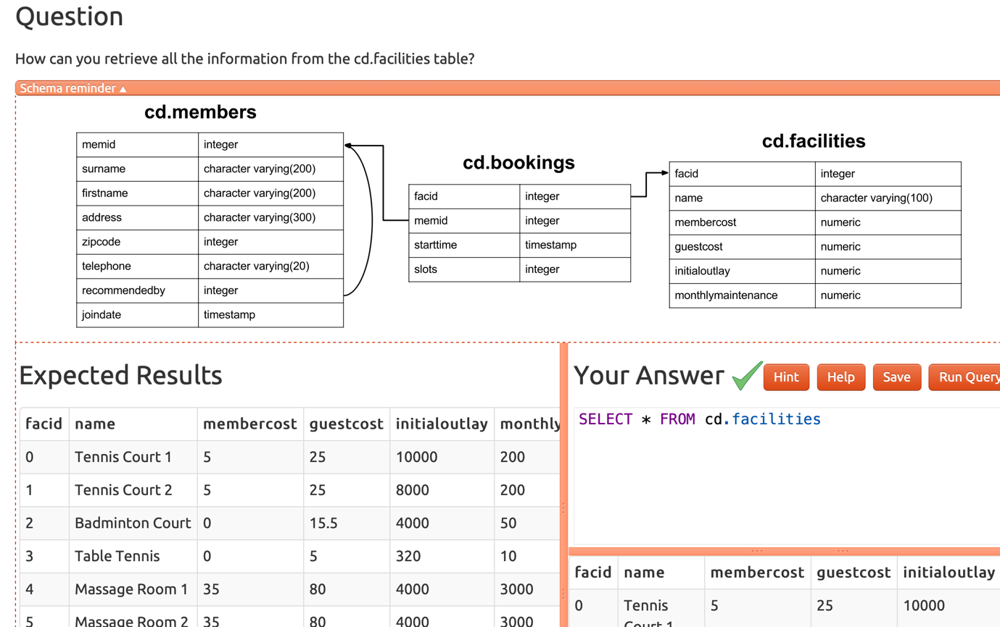 Question
How can you retrieve all the information from the cd.facilities table?
Schema reminder ▲
cd.members
memid integer
surname character varying(200)
firstname character varying(200)
address character varying(300)
zipcode integer
telephone character varying(20)
recommendedby integer
joindate timestamp
cd.bookings
facid integer
memid integer
starttime timestamp
slots integer
cd.facilities
facid integer
name character varying(100)
membercost numeric
guestcost numeric
initialoutlay numeric
monthlymaintenance numeric
Expected Results
facid name membercost guestcost initialoutlay monthly
0 Tennis Court 1 5 25 10000 200
1 Tennis Court 2 5 25 8000 200
2 Badminton Court 0 15.5 4000 50
3 Table Tennis 0 5 320 10
4 Massage Room 1 35 80 4000 3000
5 Massage Room 2 35 80 4000 3000
Your Answer Hint Help Save Run Query
SELECT * FROM cd.facilities
facid name membercost guestcost initialoutlay
0 Tennis 5 25 10000
Court 1